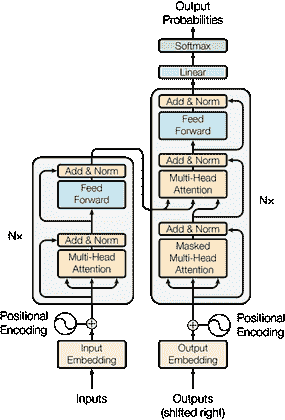 Output
Probabilities
Softmax
Linear
Add & Norm
Feed
Forward
Add & Norm
Multi-Head
Attention
Nx
Add & Norm
Masked
Multi-Head
Attention
Add & Norm
Feed
Forward
Nx
Add & Norm
Multi-Head
Attention
Positional
Encoding
Positional
Encoding
Input
Embedding
Output
Embedding
Inputs
Outputs
(shifted right)